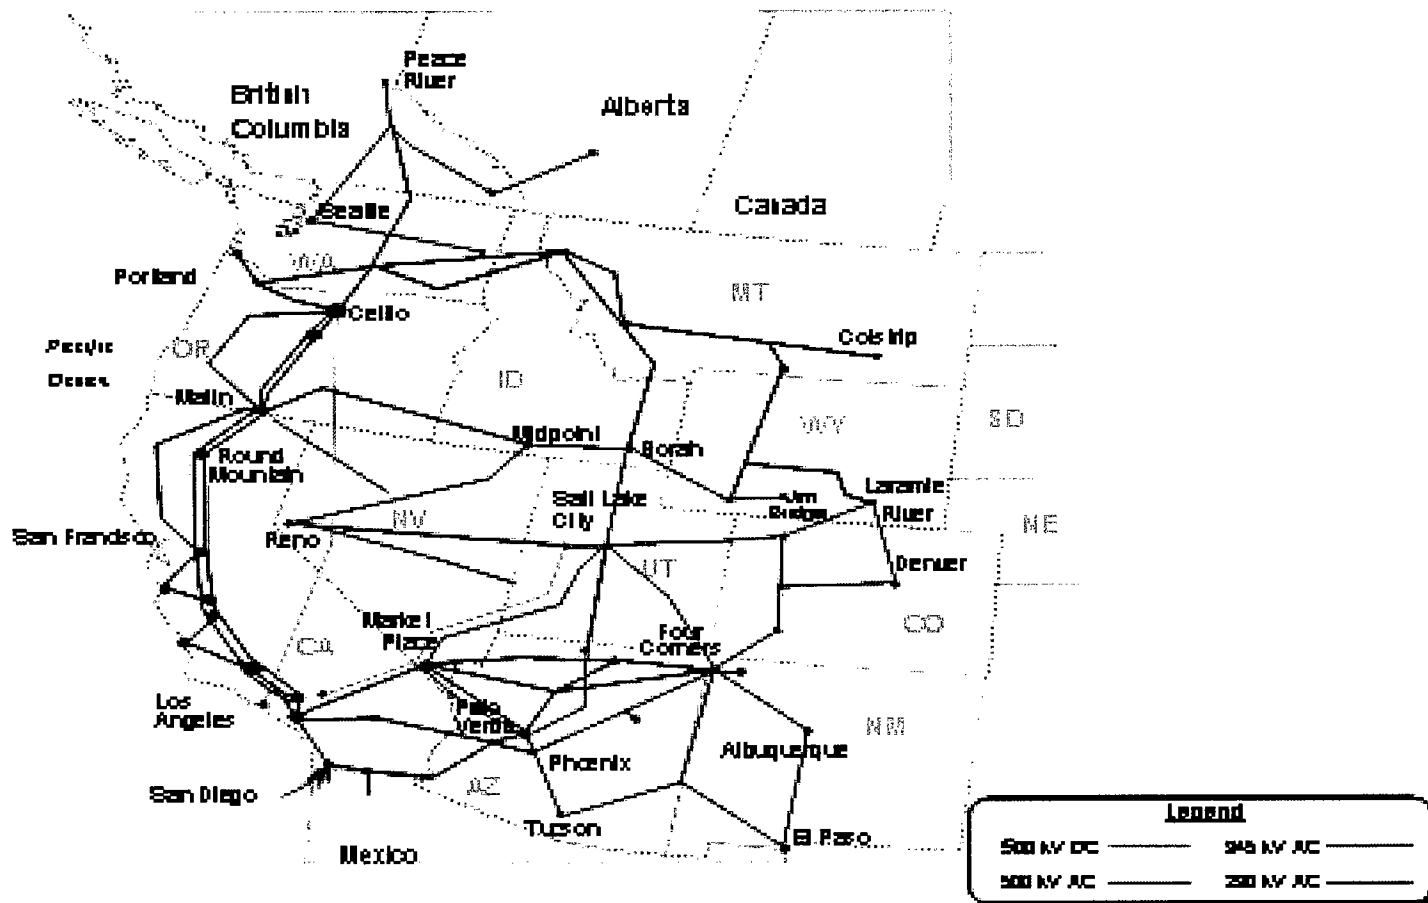 Peace
River
British
Columbia
Alberta
Canada
Seattle
WA
Portland
Celilo
MT
Colstrip
Pacific
Ocean
OR
ID
Malin
Midpoint
Borah
WY
SD
Round
Mountain
Salt Lake
City
Jim
Bridger
Laramie
River
NV
NE
San Francisco
Reno
UT
Denver
Market
Place
CA
Four
Corners
CO
Los
Angeles
Palo
Verde
NM
Albuquerque
Phoenix
San Diego
AZ
Tucson
El Paso
Mexico
Legend
500 kV DC
345 kV AC
500 kV AC
230 kV AC